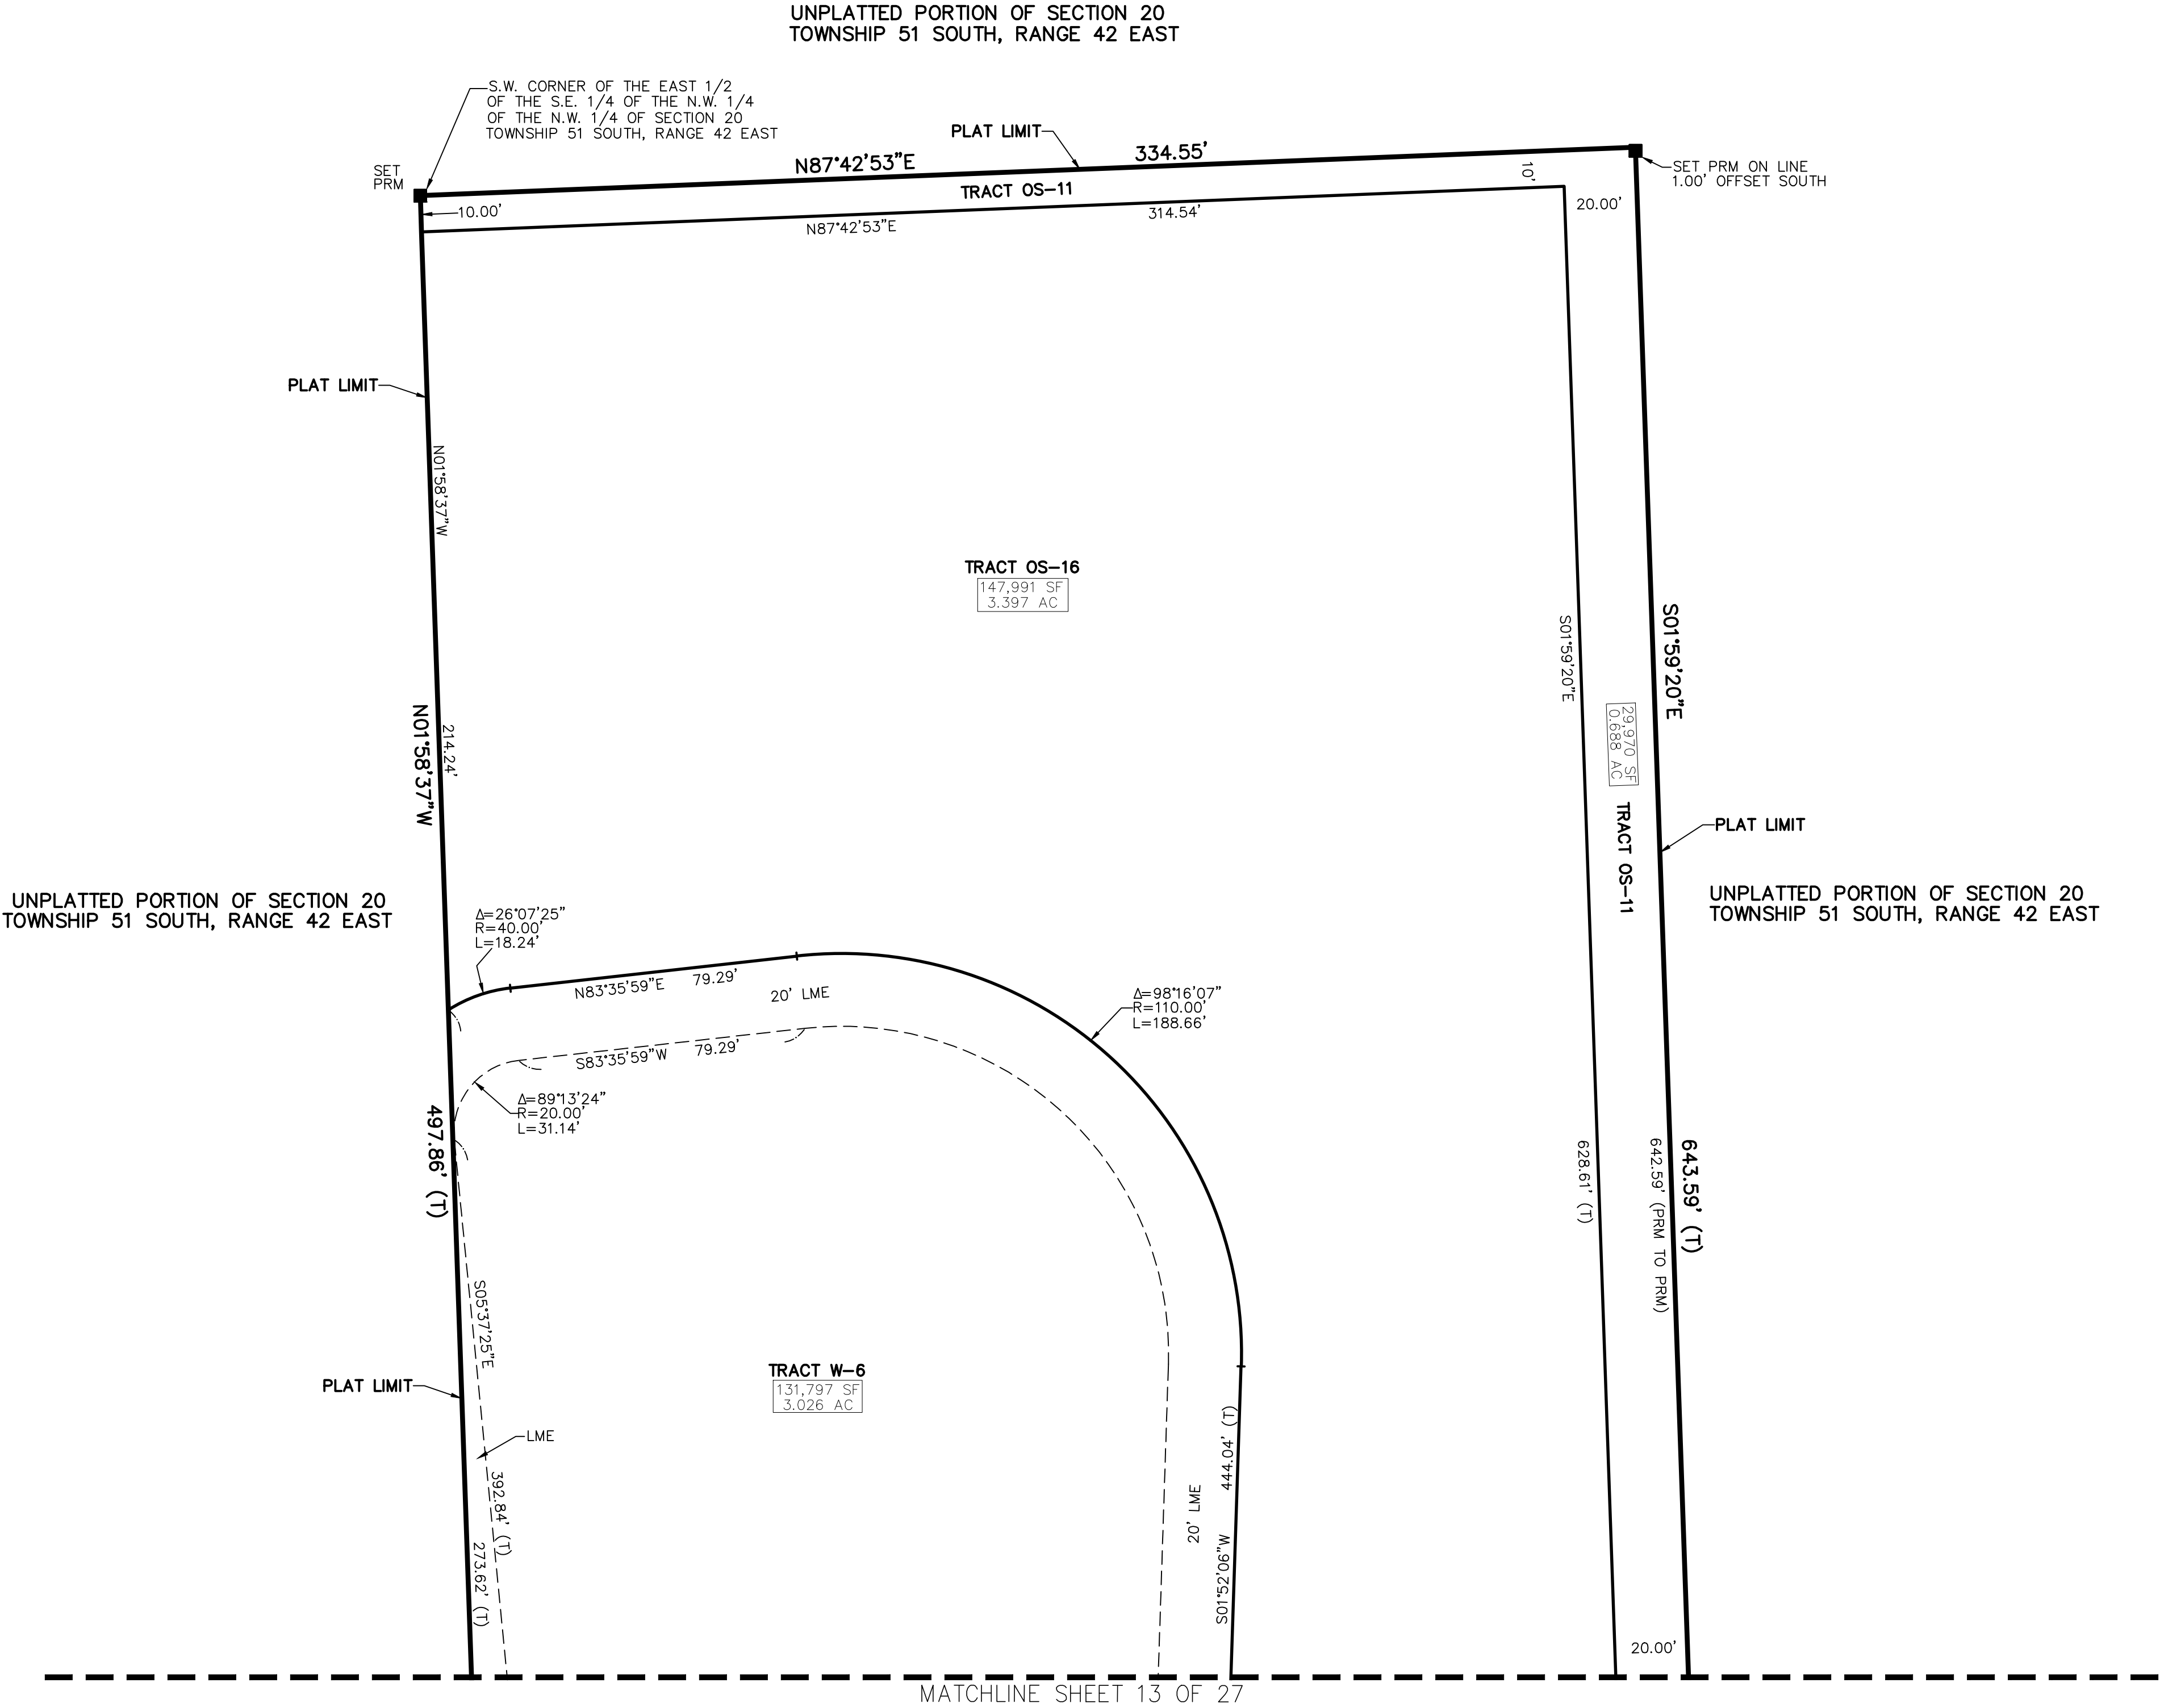 UNPLATTED PORTION OF SECTION 20
TOWNSHIP 51 SOUTH, RANGE 42 EAST
S.W. CORNER OF THE EAST 1/2
OF THE S.E. 1/4 OF THE N.W. 1/4
OF THE N.W. 1/4 OF SECTION 20
TOWNSHIP 51 SOUTH, RANGE 42 EAST
PLAT LIMIT
N87°42'53"E
334.55'
SET
PRM
SET PRM ON LINE
1.00' OFFSET SOUTH
TRACT OS-11
10'
10.00'
20.00'
N87°42'53"E
314.54'
PLAT LIMIT
N01°58'37"W
TRACT OS-16
147,991 SF
3.397 AC
S01°59'20"E
S01°59'20"E
29,970 SF
0.688 AC
TRACT OS-11
214.24'
N01°58'37"W
PLAT LIMIT
UNPLATTED PORTION OF SECTION 20
TOWNSHIP 51 SOUTH, RANGE 42 EAST
UNPLATTED PORTION OF SECTION 20
TOWNSHIP 51 SOUTH, RANGE 42 EAST
Δ=26°07'25"
R=40.00'
L=18.24'
N83°35'59"E
79.29'
20' LME
Δ=98°16'07"
R=110.00'
L=188.66'
S83°35'59"W
79.29'
Δ=89°13'24"
R=20.00'
L=31.14'
497.86' (T)
628.61' (T)
642.59' (PRM TO PRM)
643.59' (T)
S05°37'25"E
PLAT LIMIT
TRACT W-6
131,797 SF
3.026 AC
LME
392.84' (T)
273.62' (T)
20' LME
444.04' (T)
S01°52'06"W
20.00'
MATCHLINE SHEET 13 OF 27